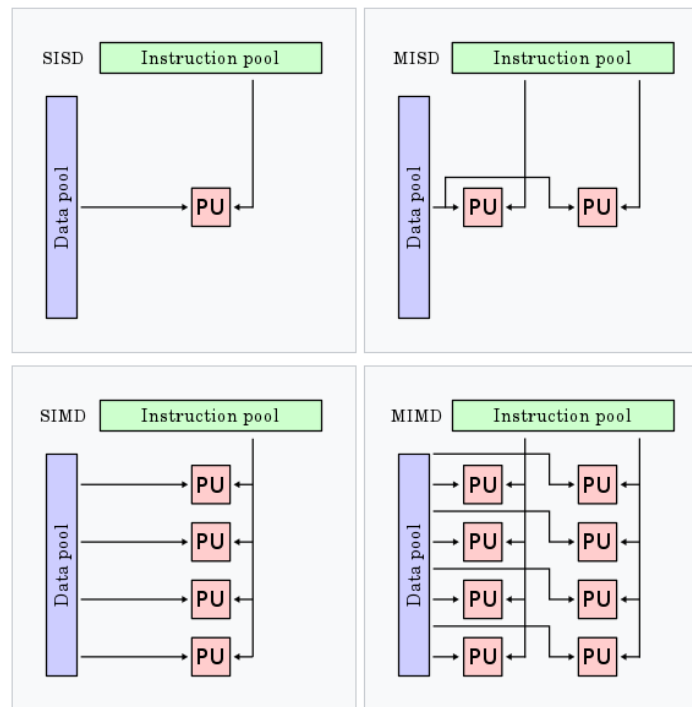 SISD
Instruction pool
Data pool
PU
MISD
Instruction pool
Data pool
PU PU
SIMD
Instruction pool
Data pool
PU
PU
PU
PU
MIMD
Instruction pool
Data pool
PU PU
PU PU
PU PU
PU PU